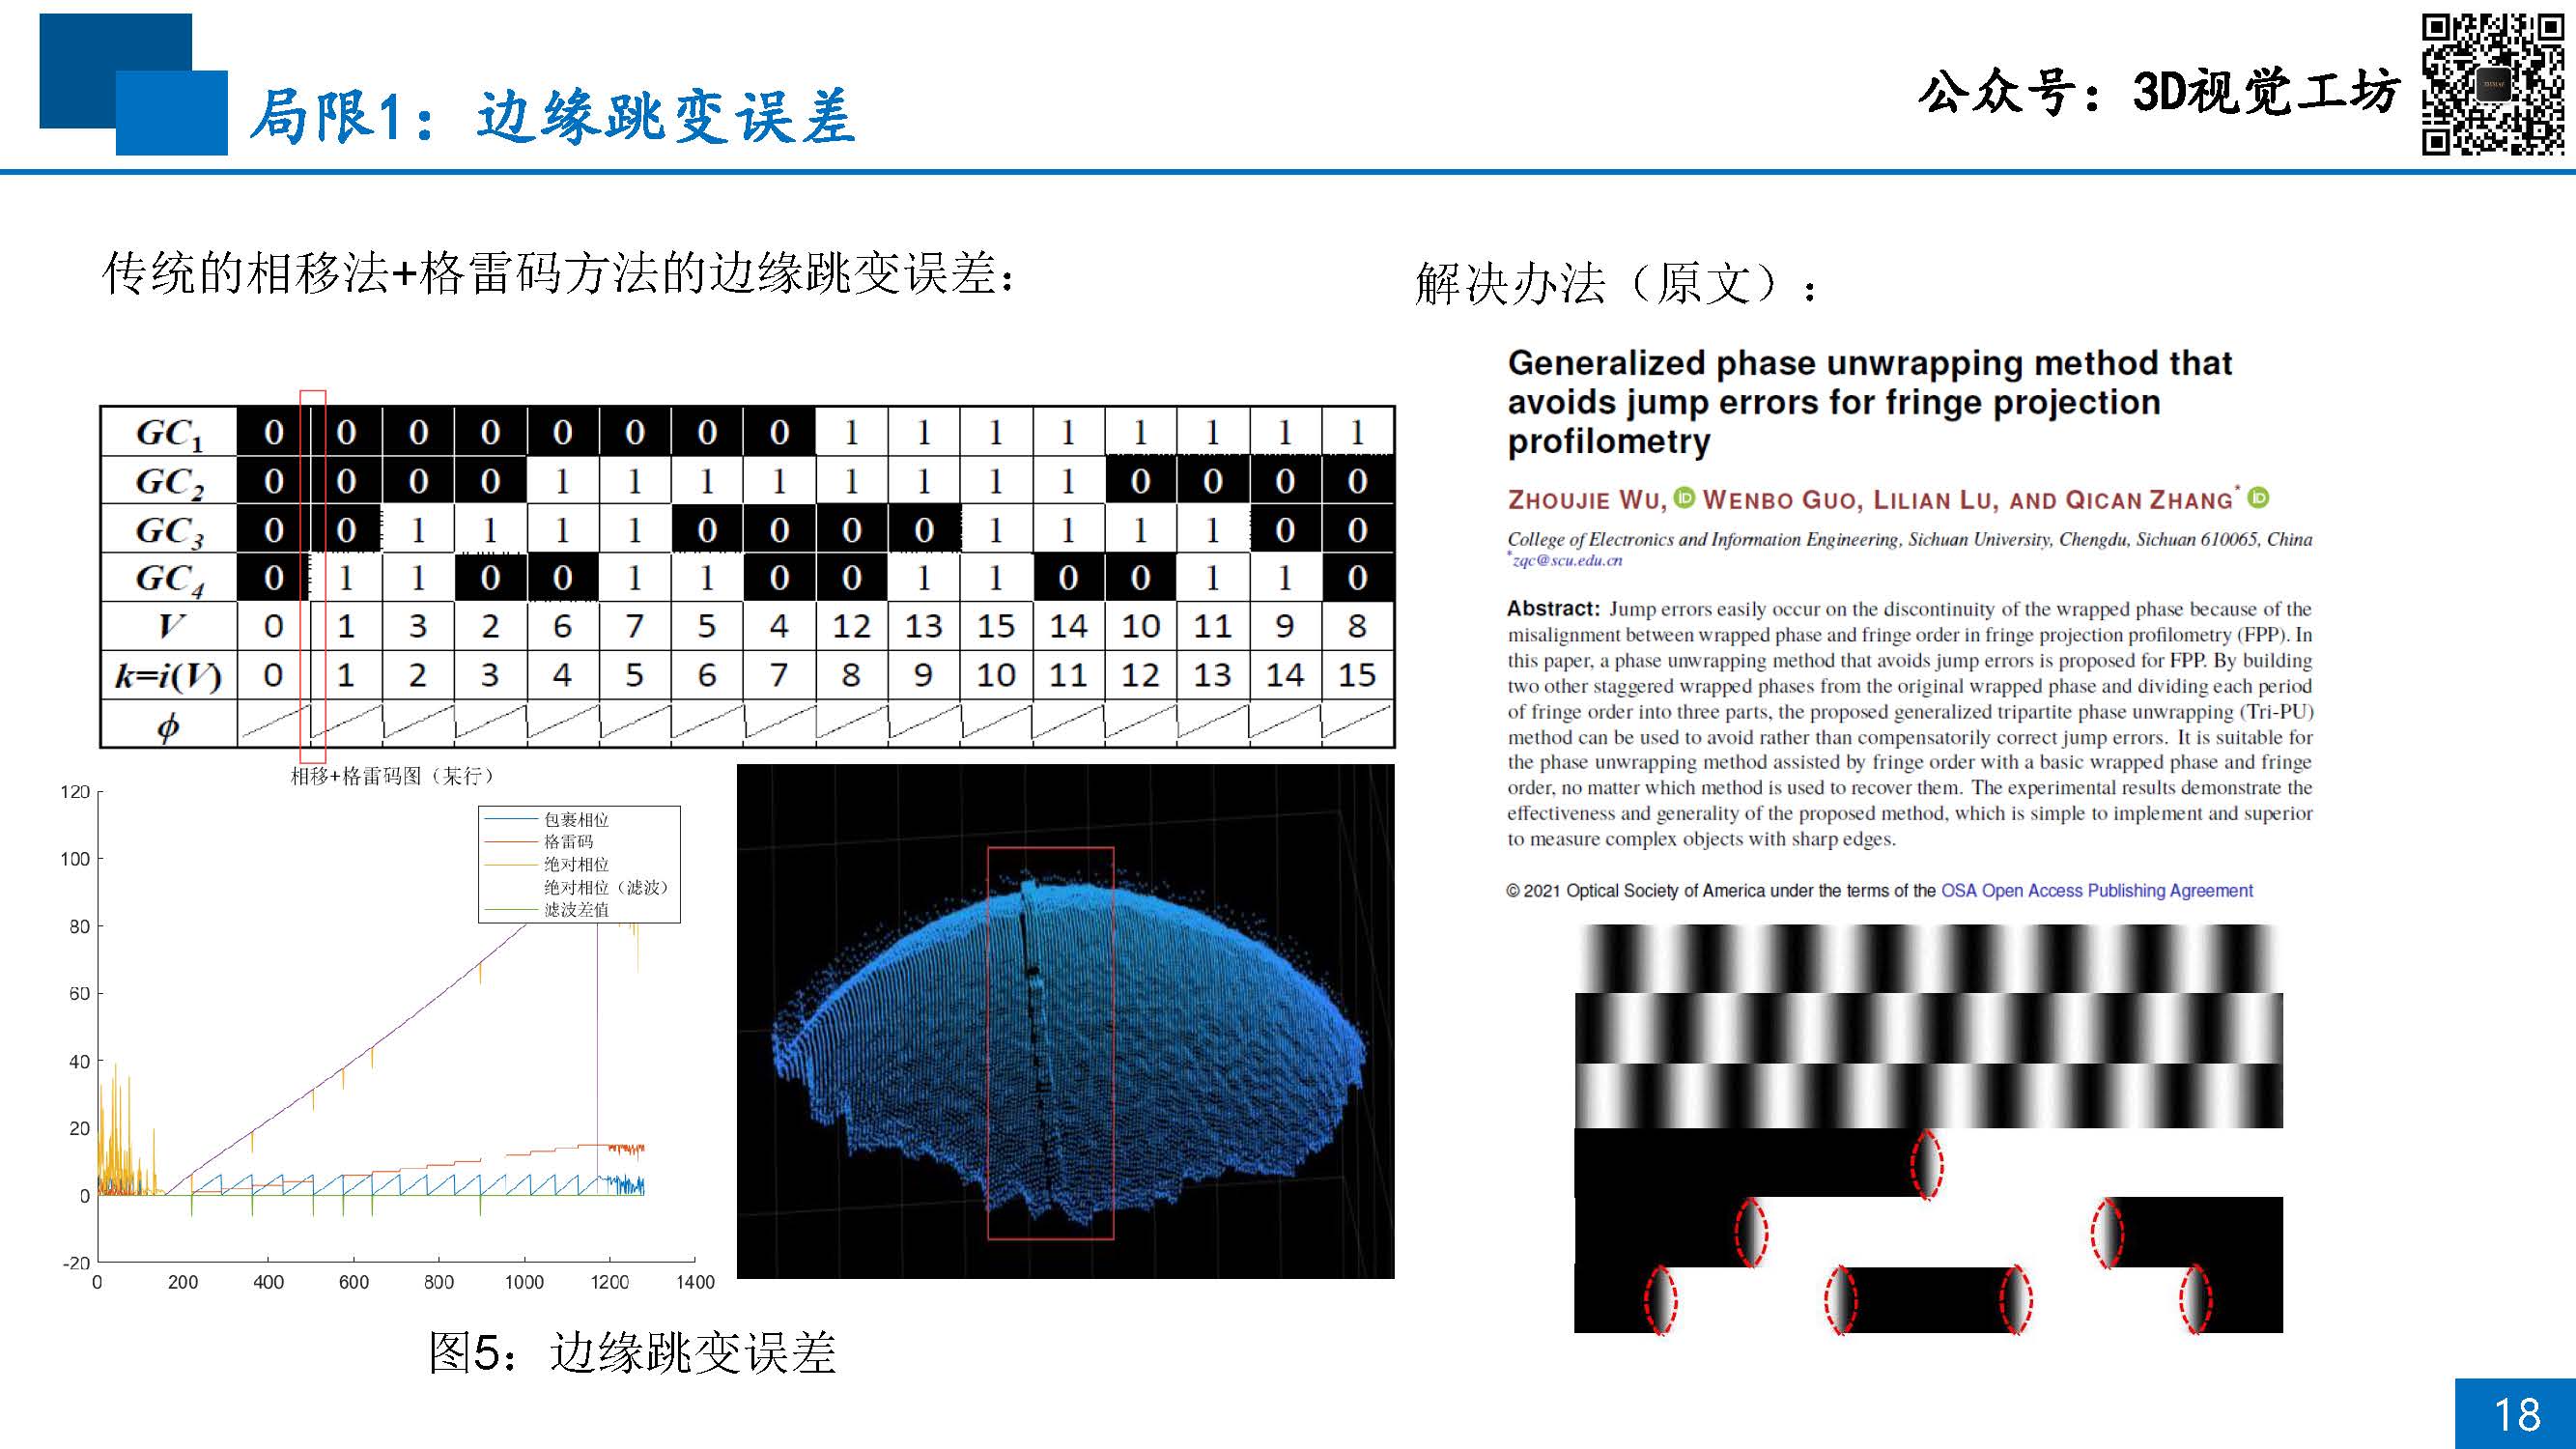 局限1：边缘跳变误差
公众号：3D视觉工坊
传统的相移法+格雷码方法的边缘跳变误差：
GC1 0 0 0 0 0 0 0 0 1 1 1 1 1 1 1 1
GC2 0 0 0 0 1 1 1 1 1 1 1 1 0 0 0 0
GC3 0 0 1 1 1 1 0 0 0 0 1 1 1 1 0 0
GC4 0 1 1 0 0 1 1 0 0 1 1 0 0 1 1 0
V 0 1 3 2 6 7 5 4 12 13 15 14 10 11 9 8
k=i(V) 0 1 2 3 4 5 6 7 8 9 10 11 12 13 14 15
ϕ
相移+格雷码图（某行）
120
100
80
60
40
20
0
-20
0 200 400 600 800 1000 1200 1400
包裹相位
格雷码
绝对相位
绝对相位（滤波）
滤波差值
图5：边缘跳变误差
解决办法（原文）：
Generalized phase unwrapping method that
avoids jump errors for fringe projection
profilometry
ZHOUJIE WU, iD WENBO GUO, LILIAN LU, AND QICAN ZHANG* iD
College of Electronics and Information Engineering, Sichuan University, Chengdu, Sichuan 610065, China
*zqc@scu.edu.cn
Abstract: Jump errors easily occur on the discontinuity of the wrapped phase because of the
misalignment between wrapped phase and fringe order in fringe projection profilometry (FPP). In
this paper, a phase unwrapping method that avoids jump errors is proposed for FPP. By building
two other staggered wrapped phases from the original wrapped phase and dividing each period
of fringe order into three parts, the proposed generalized tripartite phase unwrapping (Tri-PU)
method can be used to avoid rather than compensatorily correct jump errors. It is suitable for
the phase unwrapping method assisted by fringe order with a basic wrapped phase and fringe
order, no matter which method is used to recover them. The experimental results demonstrate the
effectiveness and generality of the proposed method, which is simple to implement and superior
to measure complex objects with sharp edges.
© 2021 Optical Society of America under the terms of the OSA Open Access Publishing Agreement
18